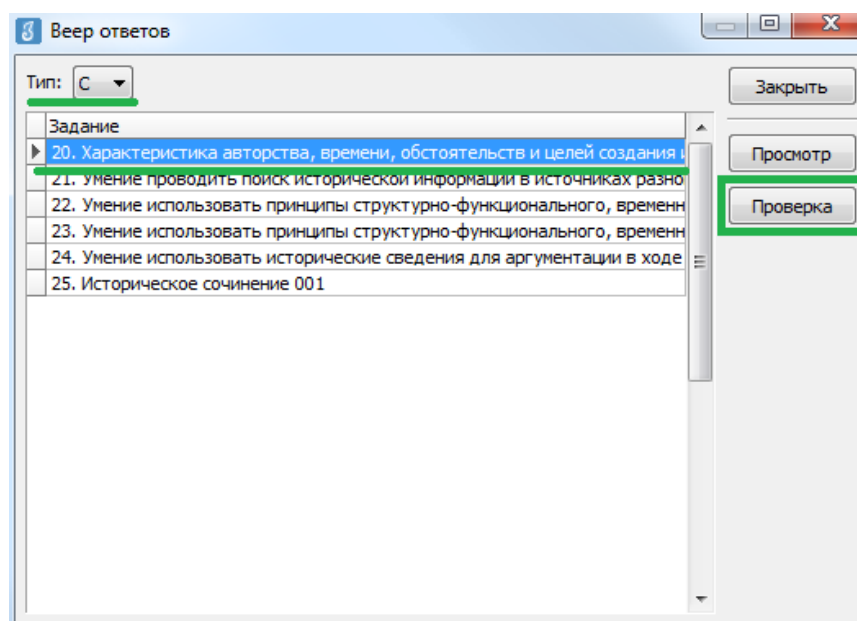 Веер ответов
Тип: C
Закрыть
Задание
20. Характеристика авторства, времени, обстоятельств и целей создания и
Просмотр
21. Умение проводить поиск исторической информации в источниках разно
22. Умение использовать принципы структурно-функционального, временн
Проверка
23. Умение использовать принципы структурно-функционального, временн
24. Умение использовать исторические сведения для аргументации в ходе
25. Историческое сочинение 001